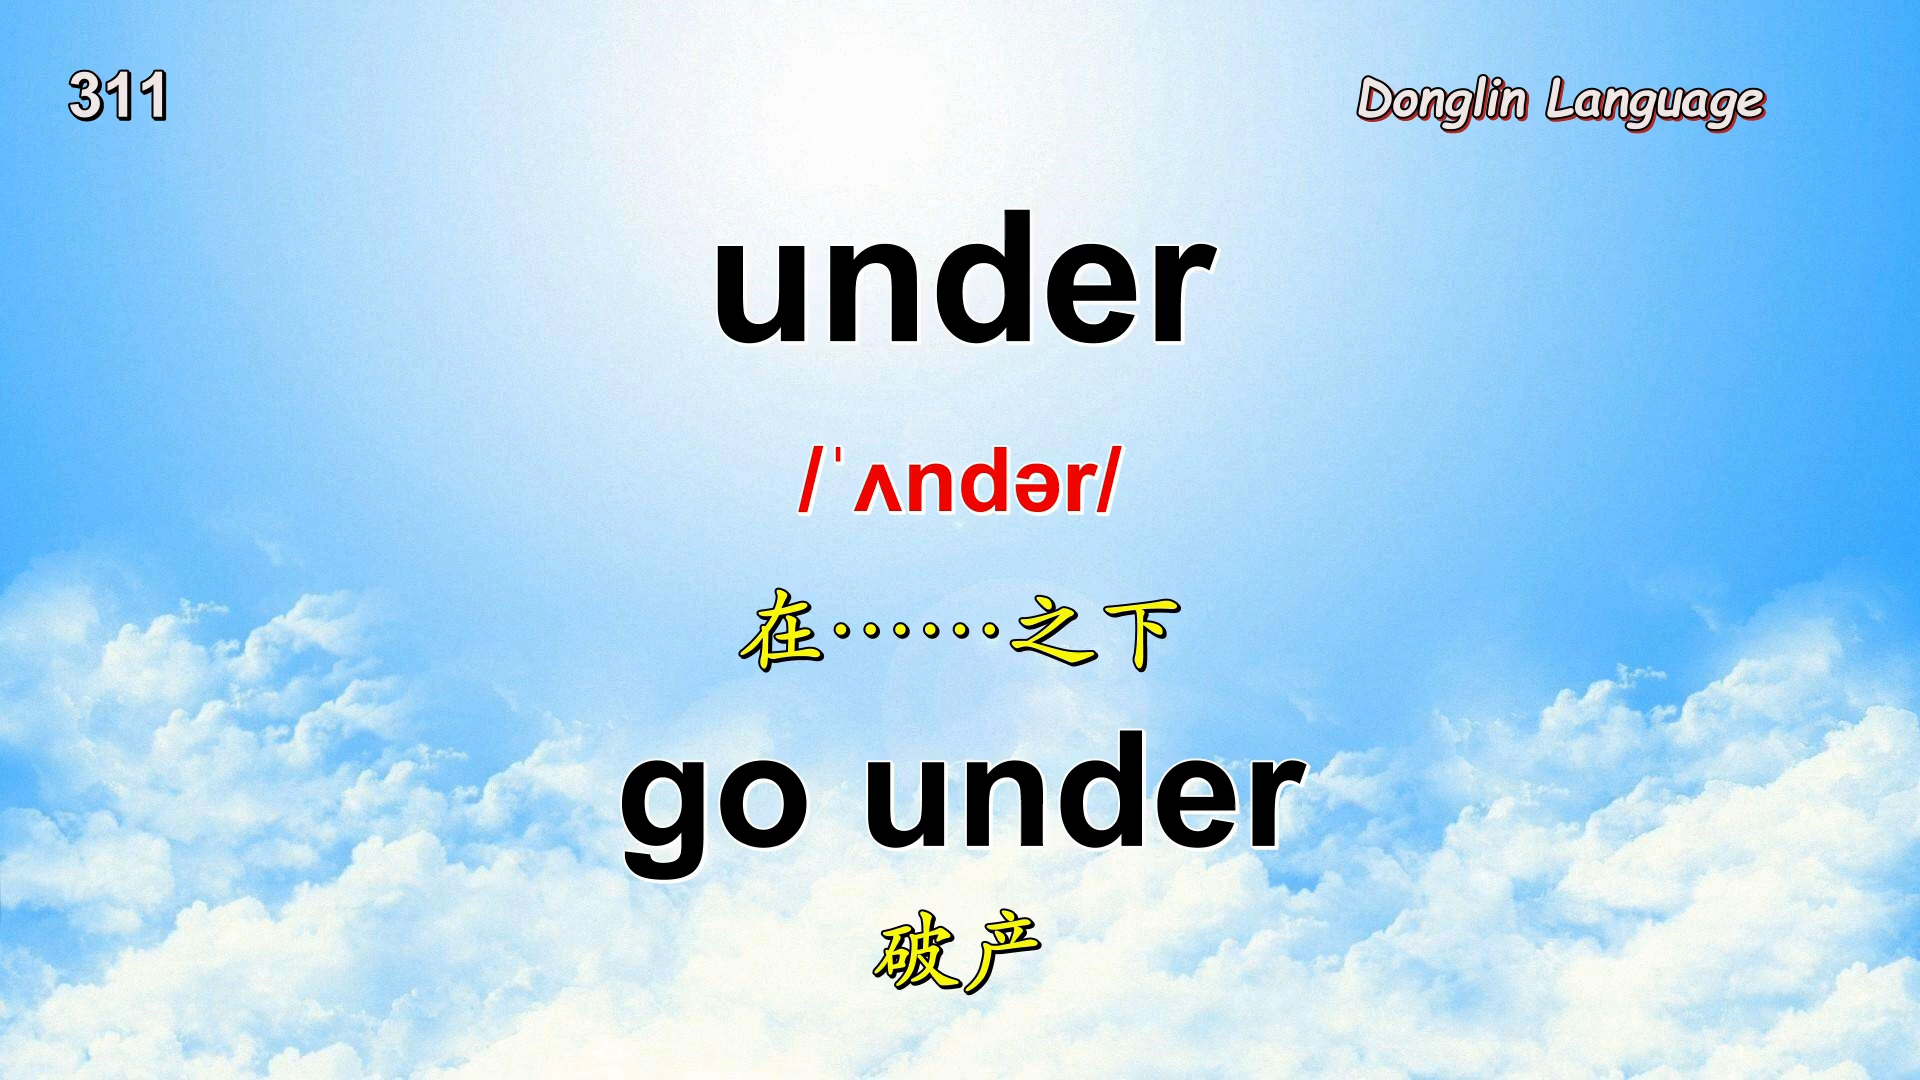 311
Donglin Language
under
/ˈʌndər/
在……之下
go under
破产